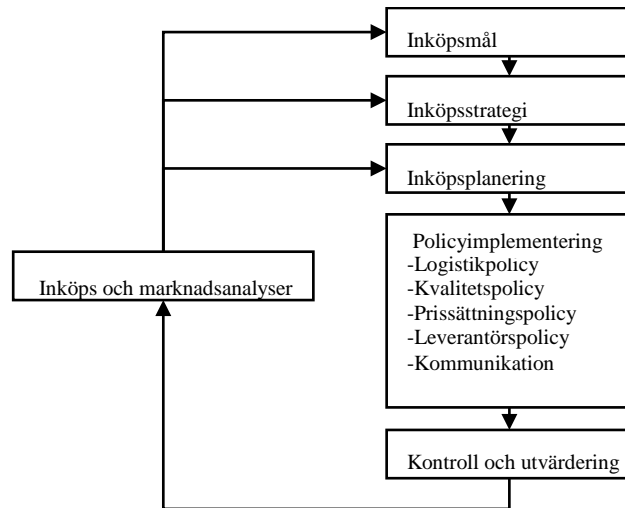 Inköpsmål
Inköpsstrategi
Inköpsplanering
Policyimplementering
-Logistikpolicy
-Kvalitetspolicy
-Prissättningspolicy
-Leverantörspolicy
-Kommunikation
Inköps och marknadsanalyser
Kontroll och utvärdering